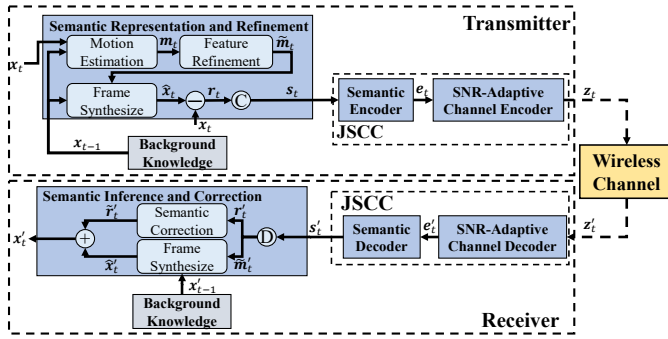 Semantic Representation and Refinement
Transmitter
x_t
Motion Estimation
m_t
Feature Refinement
m̃_t
Frame Synthesize
x̂_t
−
r_t
C
s_t
x_t
x_{t−1}
Background Knowledge
Semantic Encoder
e_t
SNR-Adaptive Channel Encoder
JSCC
z_t
Wireless Channel
Semantic Inference and Correction
x'_t
+
r̃'_t
Semantic Correction
r'_t
x̂'_t
Frame Synthesize
m̃'_t
D
s'_t
x'_{t−1}
Background Knowledge
JSCC
Semantic Decoder
e'_t
SNR-Adaptive Channel Decoder
z'_t
Receiver